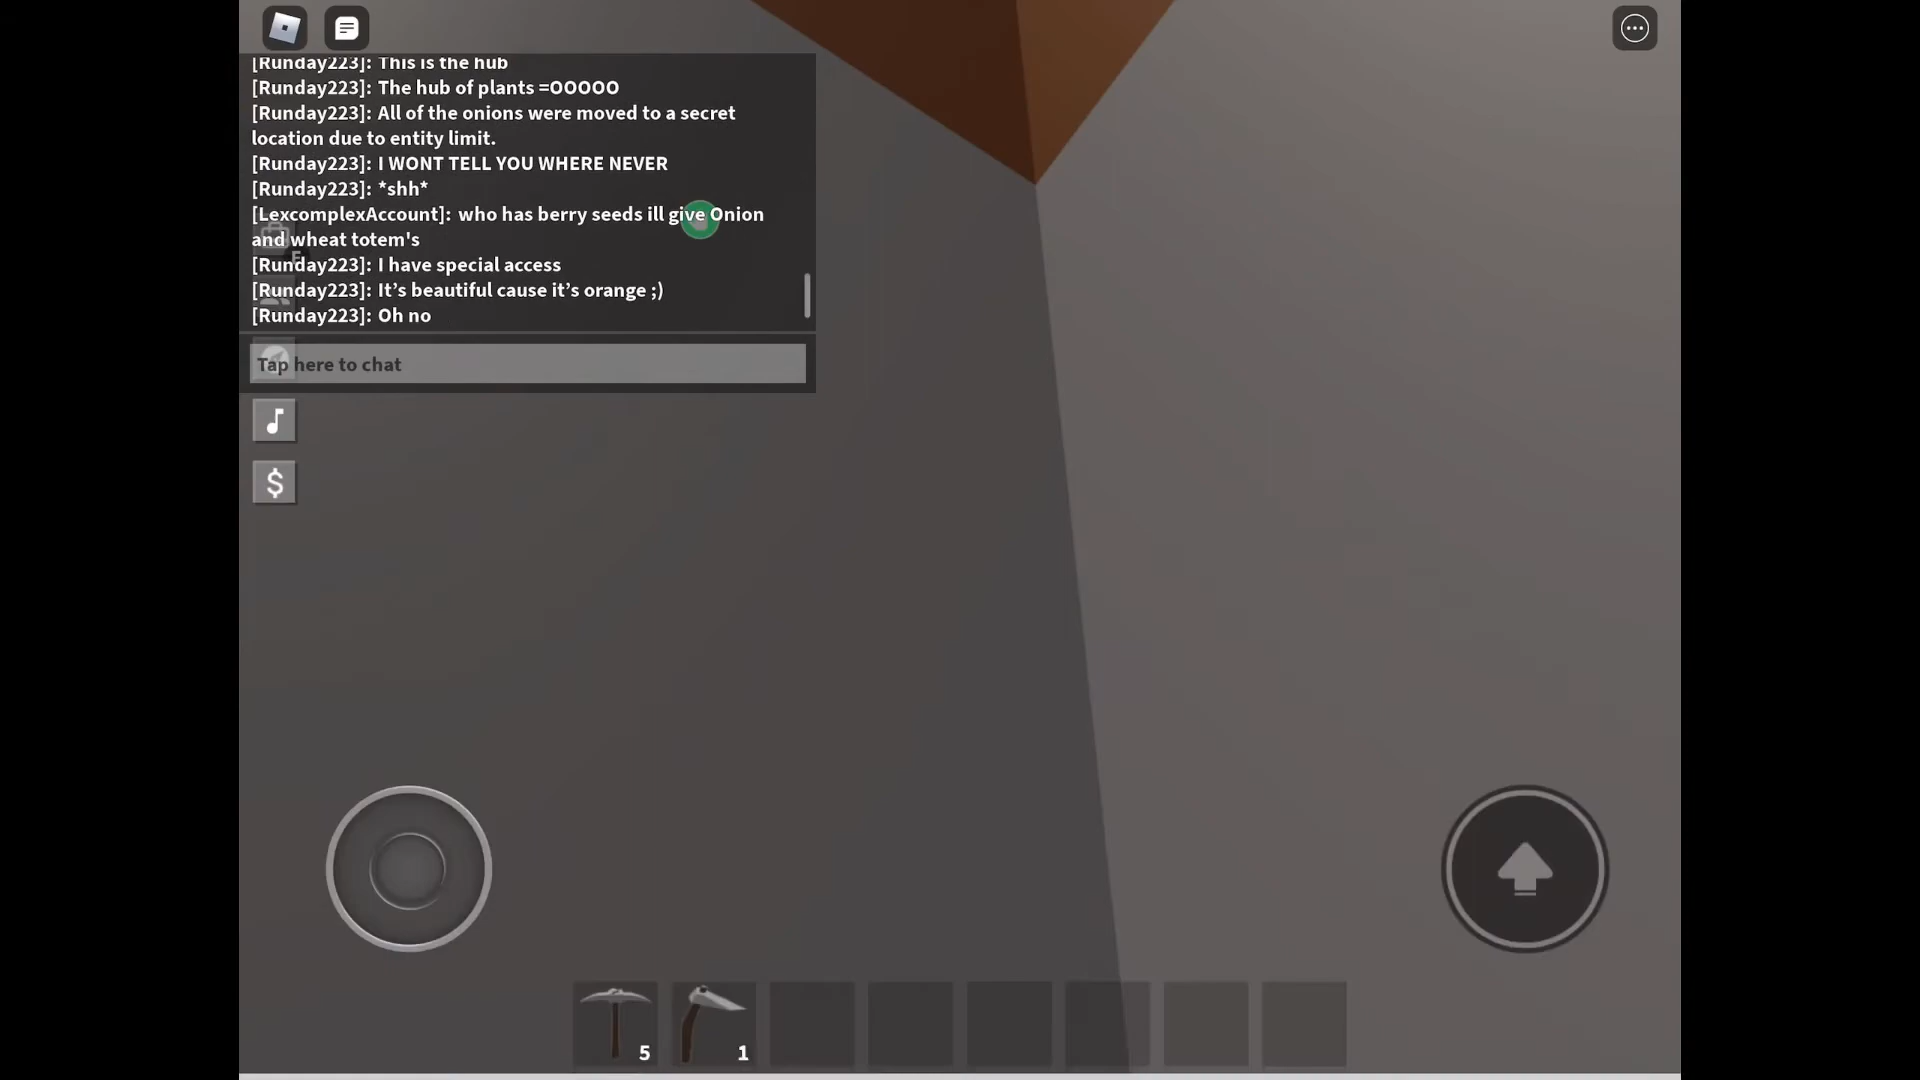 [Runday223]: This is the hub
[Runday223]: The hub of plants =OOOOO
[Runday223]: All of the onions were moved to a secret
location due to entity limit.
[Runday223]: I WONT TELL YOU WHERE NEVER
[Runday223]: *shh*
[LexcomplexAccount]: who has berry seeds ill give Onion
and wheat totem's
[Runday223]: I have special access
[Runday223]: It’s beautiful cause it’s orange ;)
[Runday223]: Oh no
Tap here to chat
$
5
1